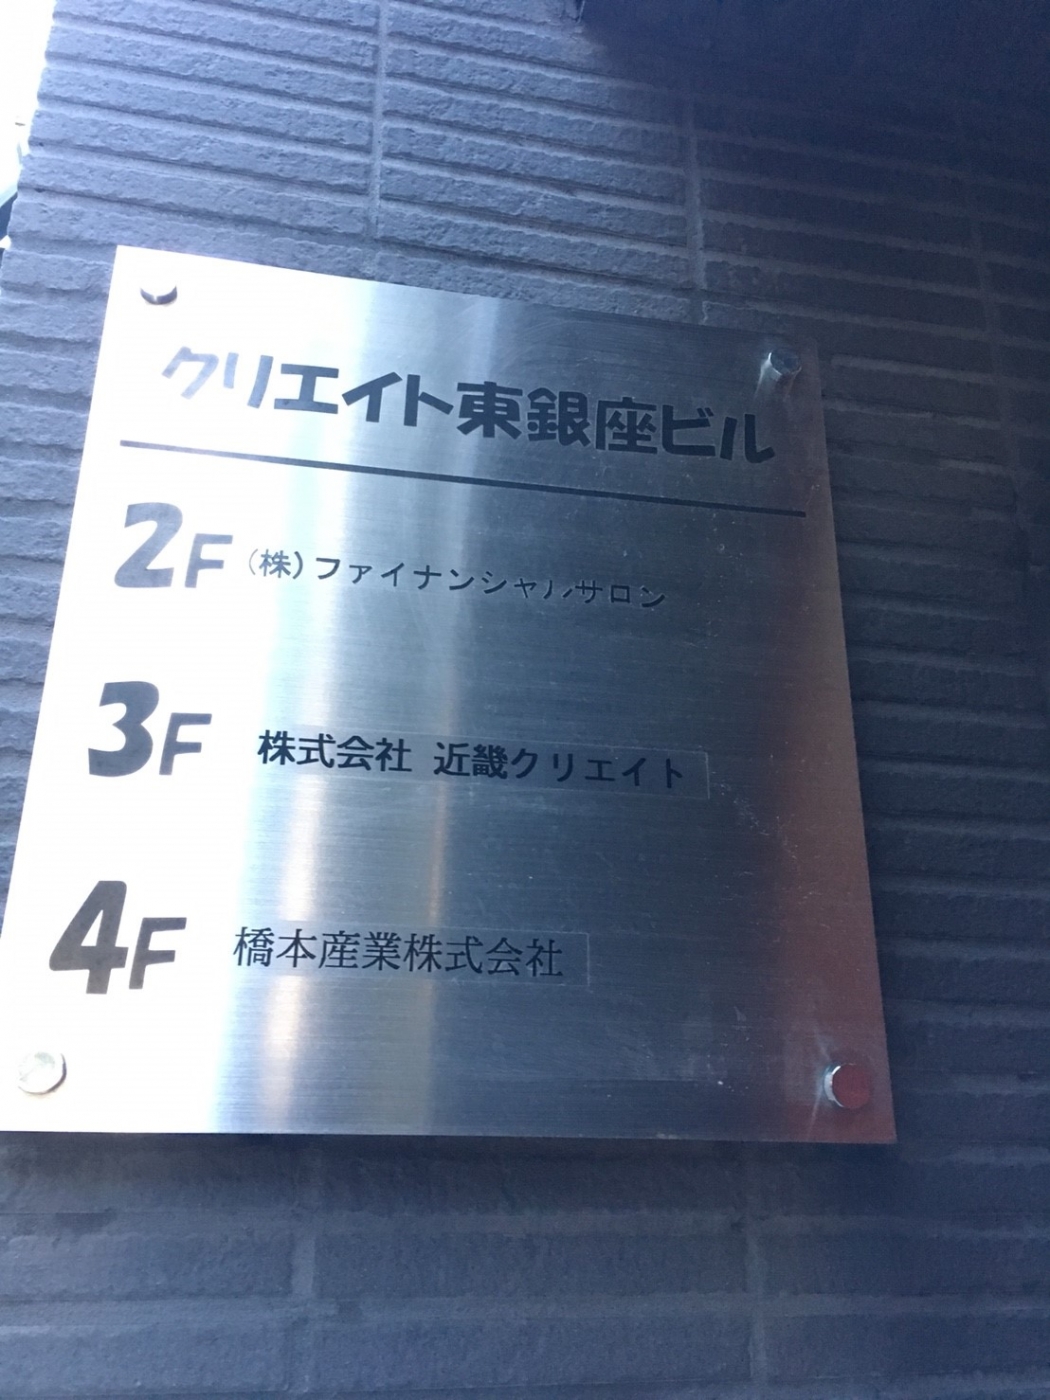 クリエイト東銀座ビル
2F (株)ファイナンシャルサロン
3F 株式会社 近畿クリエイト
4F 橋本産業株式会社